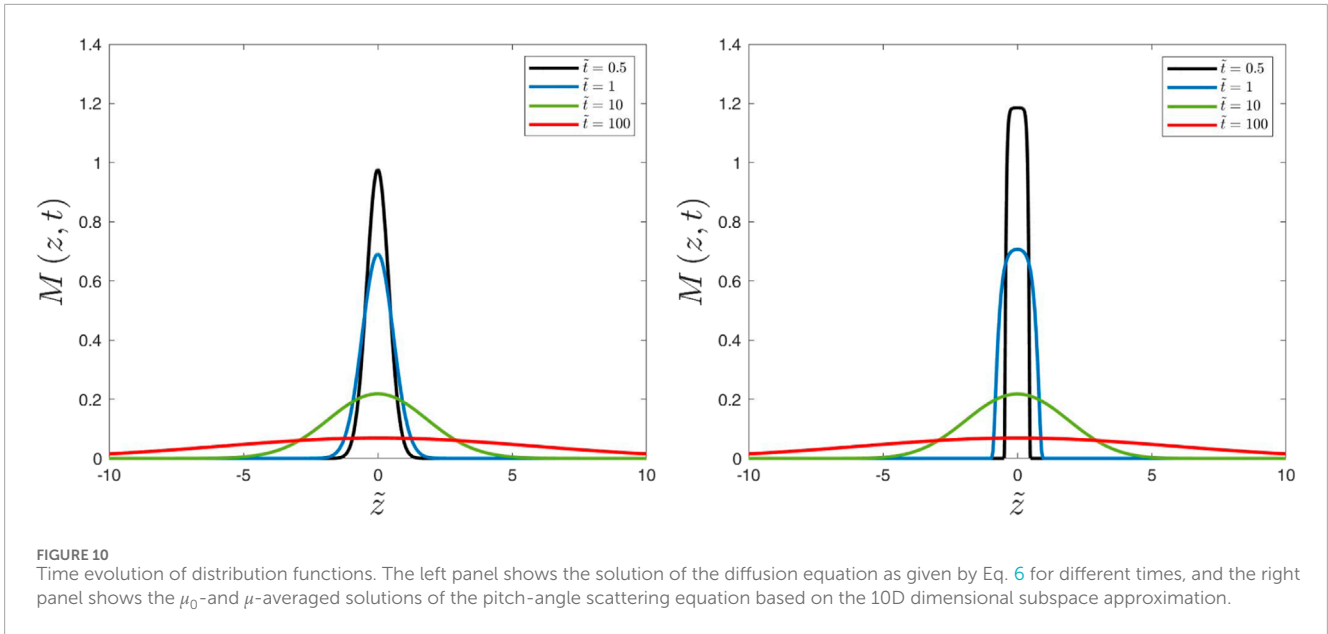 1.4
1.2
1
0.8
0.6
0.4
0.2
0
-10
-5
0
5
10
M (z, t)
z̃
t̃ = 0.5
t̃ = 1
t̃ = 10
t̃ = 100
1.4
1.2
1
0.8
0.6
0.4
0.2
0
-10
-5
0
5
10
M (z, t)
z̃
t̃ = 0.5
t̃ = 1
t̃ = 10
t̃ = 100
FIGURE 10
Time evolution of distribution functions. The left panel shows the solution of the diffusion equation as given by Eq. 6 for different times, and the right
panel shows the μ₀-and μ-averaged solutions of the pitch-angle scattering equation based on the 10D dimensional subspace approximation.